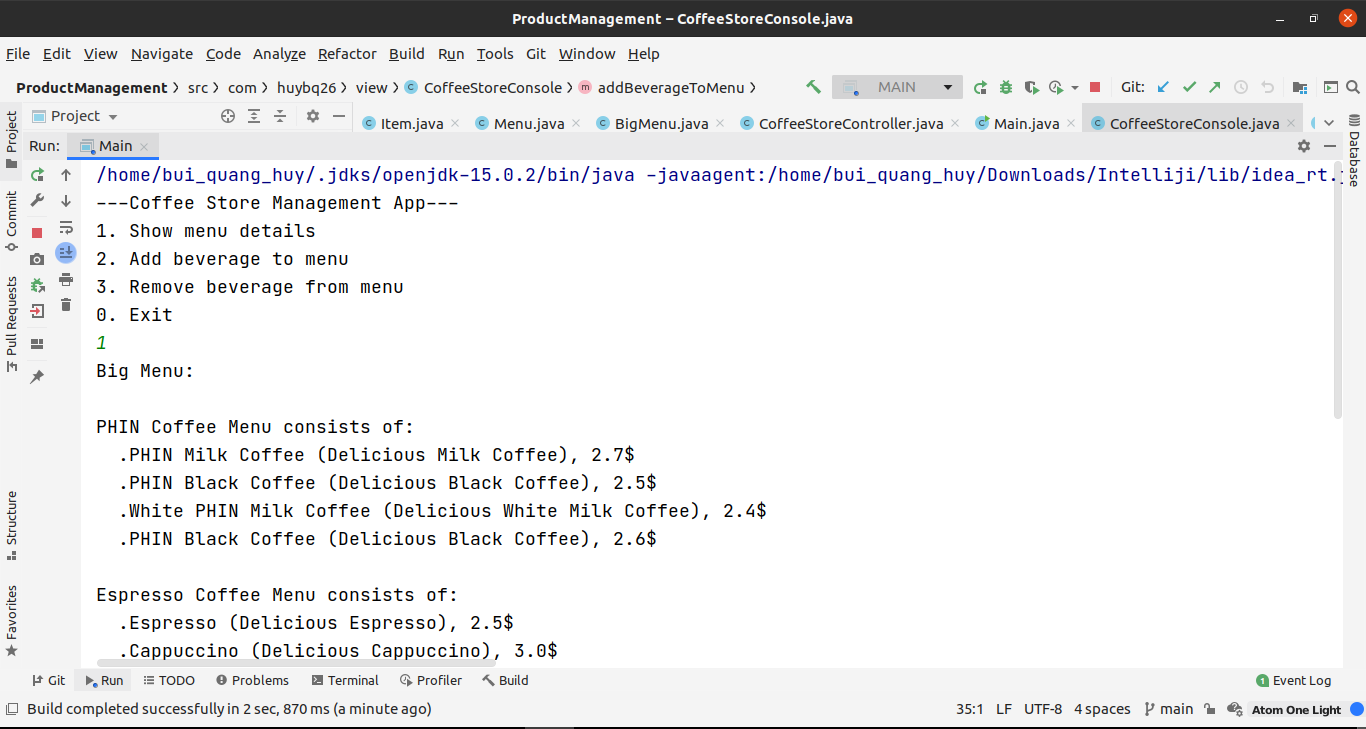 ProductManagement – CoffeeStoreConsole.java
File Edit View Navigate Code Analyze Refactor Build Run Tools Git Window Help
ProductManagement src com huybq26 view CoffeeStoreConsole addBeverageToMenu MAIN Git:
Project Item.java Menu.java BigMenu.java CoffeeStoreController.java Main.java CoffeeStoreConsole.java
Run: Main
/home/bui_quang_huy/.jdks/openjdk-15.0.2/bin/java -javaagent:/home/bui_quang_huy/Downloads/Intelliji/lib/idea_rt.
---Coffee Store Management App---
1. Show menu details
2. Add beverage to menu
3. Remove beverage from menu
0. Exit
1
Big Menu:
PHIN Coffee Menu consists of:
.PHIN Milk Coffee (Delicious Milk Coffee), 2.7$
.PHIN Black Coffee (Delicious Black Coffee), 2.5$
.White PHIN Milk Coffee (Delicious White Milk Coffee), 2.4$
.PHIN Black Coffee (Delicious Black Coffee), 2.6$
Espresso Coffee Menu consists of:
.Espresso (Delicious Espresso), 2.5$
.Cappuccino (Delicious Cappuccino), 3.0$
Project
Commit
Pull Requests
Structure
Favorites
Database
Git Run TODO Problems Terminal Profiler Build 1 Event Log
Build completed successfully in 2 sec, 870 ms (a minute ago) 35:1 LF UTF-8 4 spaces main Atom One Light